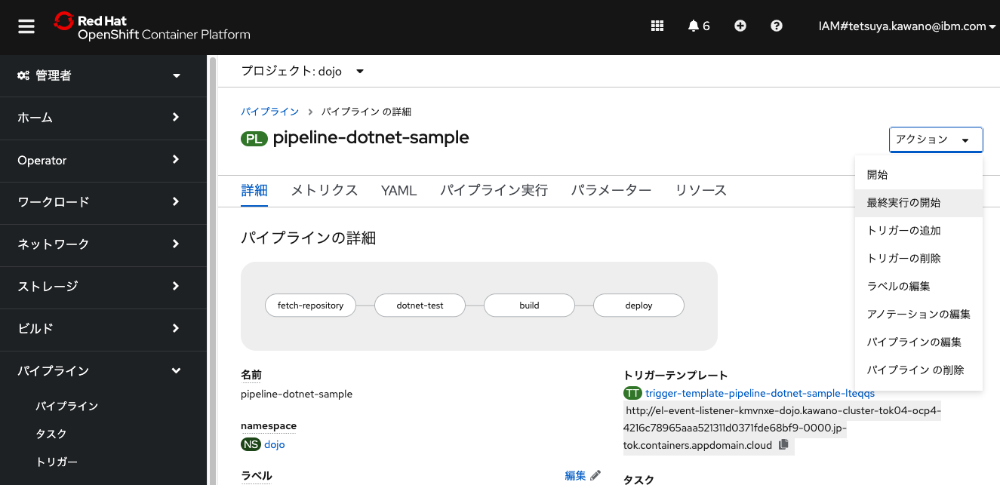 Red Hat
OpenShift Container Platform
6
IAM#tetsuya.kawano@ibm.com
管理者
ホーム
Operator
ワークロード
ネットワーク
ストレージ
ビルド
パイプライン
パイプライン
タスク
トリガー
プロジェクト: dojo
パイプライン
パイプライン の詳細
PL pipeline-dotnet-sample
アクション
開始
最終実行の開始
トリガーの追加
トリガーの削除
ラベルの編集
アノテーションの編集
パイプラインの編集
パイプライン の削除
詳細 メトリクス YAML パイプライン実行 パラメーター リソース
パイプラインの詳細
fetch-repository dotnet-test build deploy
名前
pipeline-dotnet-sample
namespace
NS dojo
ラベル
編集
トリガーテンプレート
TT trigger-template-pipeline-dotnet-sample-lteqqs
http://el-event-listener-kmvnxe-dojo.kawano-cluster-tok04-ocp4-
4216c78965aaa521311d0371fde68bf9-0000.jp-
tok.containers.appdomain.cloud
タスク